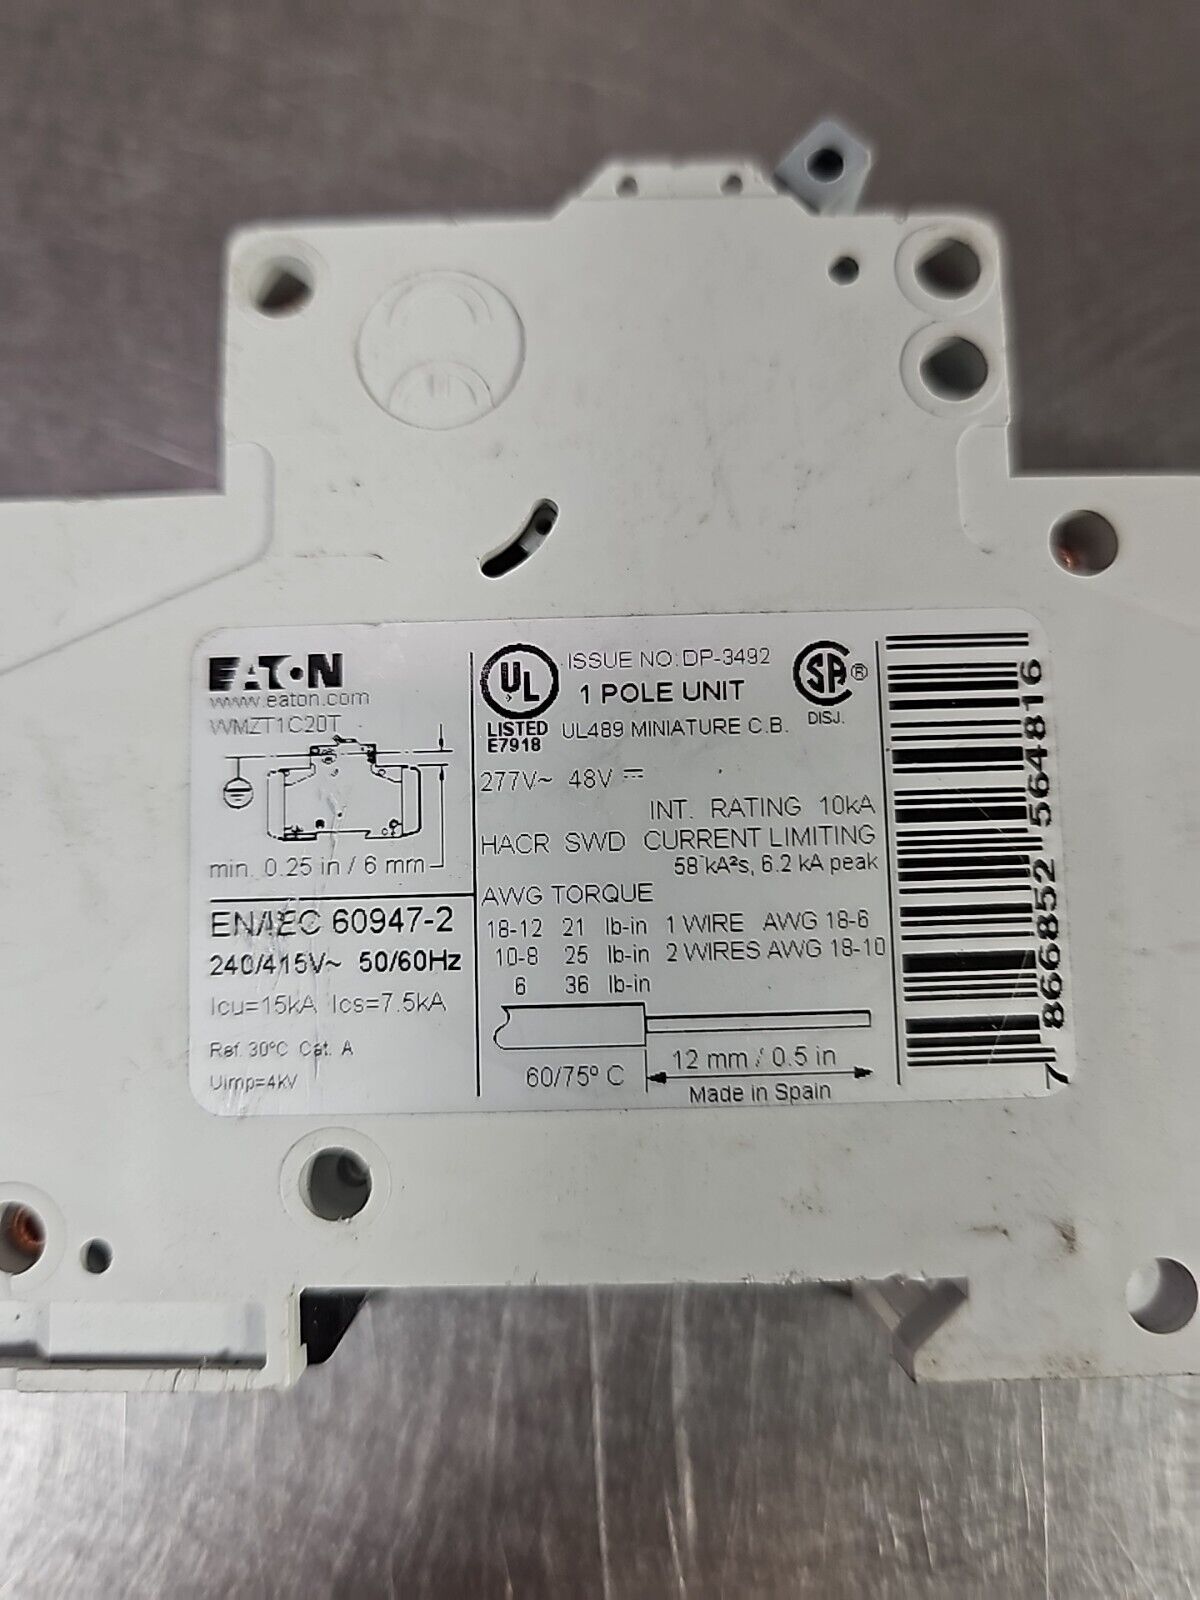 EATON
www.eaton.com
WMZT1C20T
min. 0.25 in / 6 mm
EN/IEC 60947-2
240/415V~ 50/60Hz
Icu=15kA Ics=7.5kA
Ref. 30ºC Cat. A
Uimp=4kV
UL
LISTED
E7918
ISSUE NO: DP-3492
1 POLE UNIT
UL489 MINIATURE C.B.
SA ®
DISJ.
277V~ 48V ⎓
INT. RATING 10kA
HACR SWD CURRENT LIMITING
58 kA²s, 6.2 kA peak
AWG TORQUE
18-12 21 lb-in 1 WIRE AWG 18-6
10-8 25 lb-in 2 WIRES AWG 18-10
6 36 lb-in
60/75º C
12 mm / 0.5 in
Made in Spain
7 866852 564816